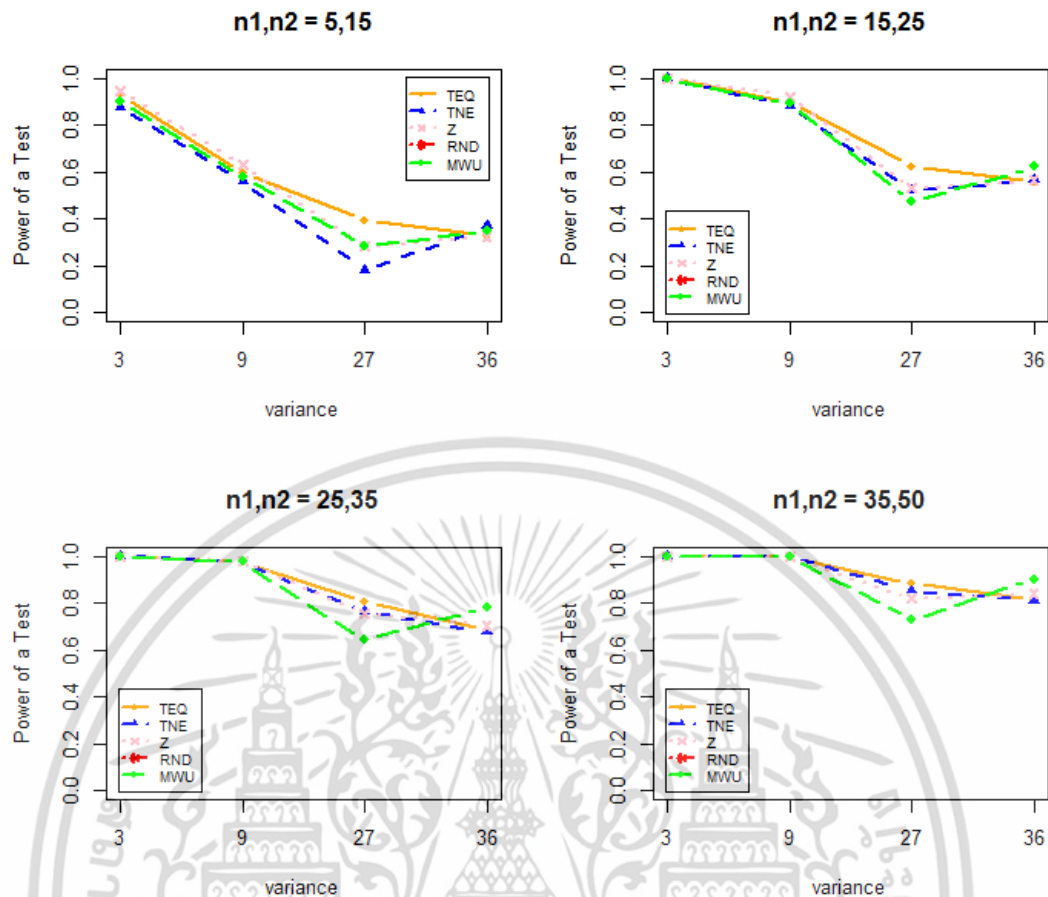 n1,n2 = 5,15
Power of a Test
1.0
0.8
0.6
0.4
0.2
0.0
TEQ
TNE
Z
RND
MWU
3 9 27 36
variance
n1,n2 = 15,25
Power of a Test
1.0
0.8
0.6
0.4
0.2
0.0
TEQ
TNE
Z
RND
MWU
3 9 27 36
variance
n1,n2 = 25,35
Power of a Test
1.0
0.8
0.6
0.4
0.2
0.0
TEQ
TNE
Z
RND
MWU
3 9 27 36
variance
n1,n2 = 35,50
Power of a Test
1.0
0.8
0.6
0.4
0.2
0.0
TEQ
TNE
Z
RND
MWU
3 9 27 36
variance